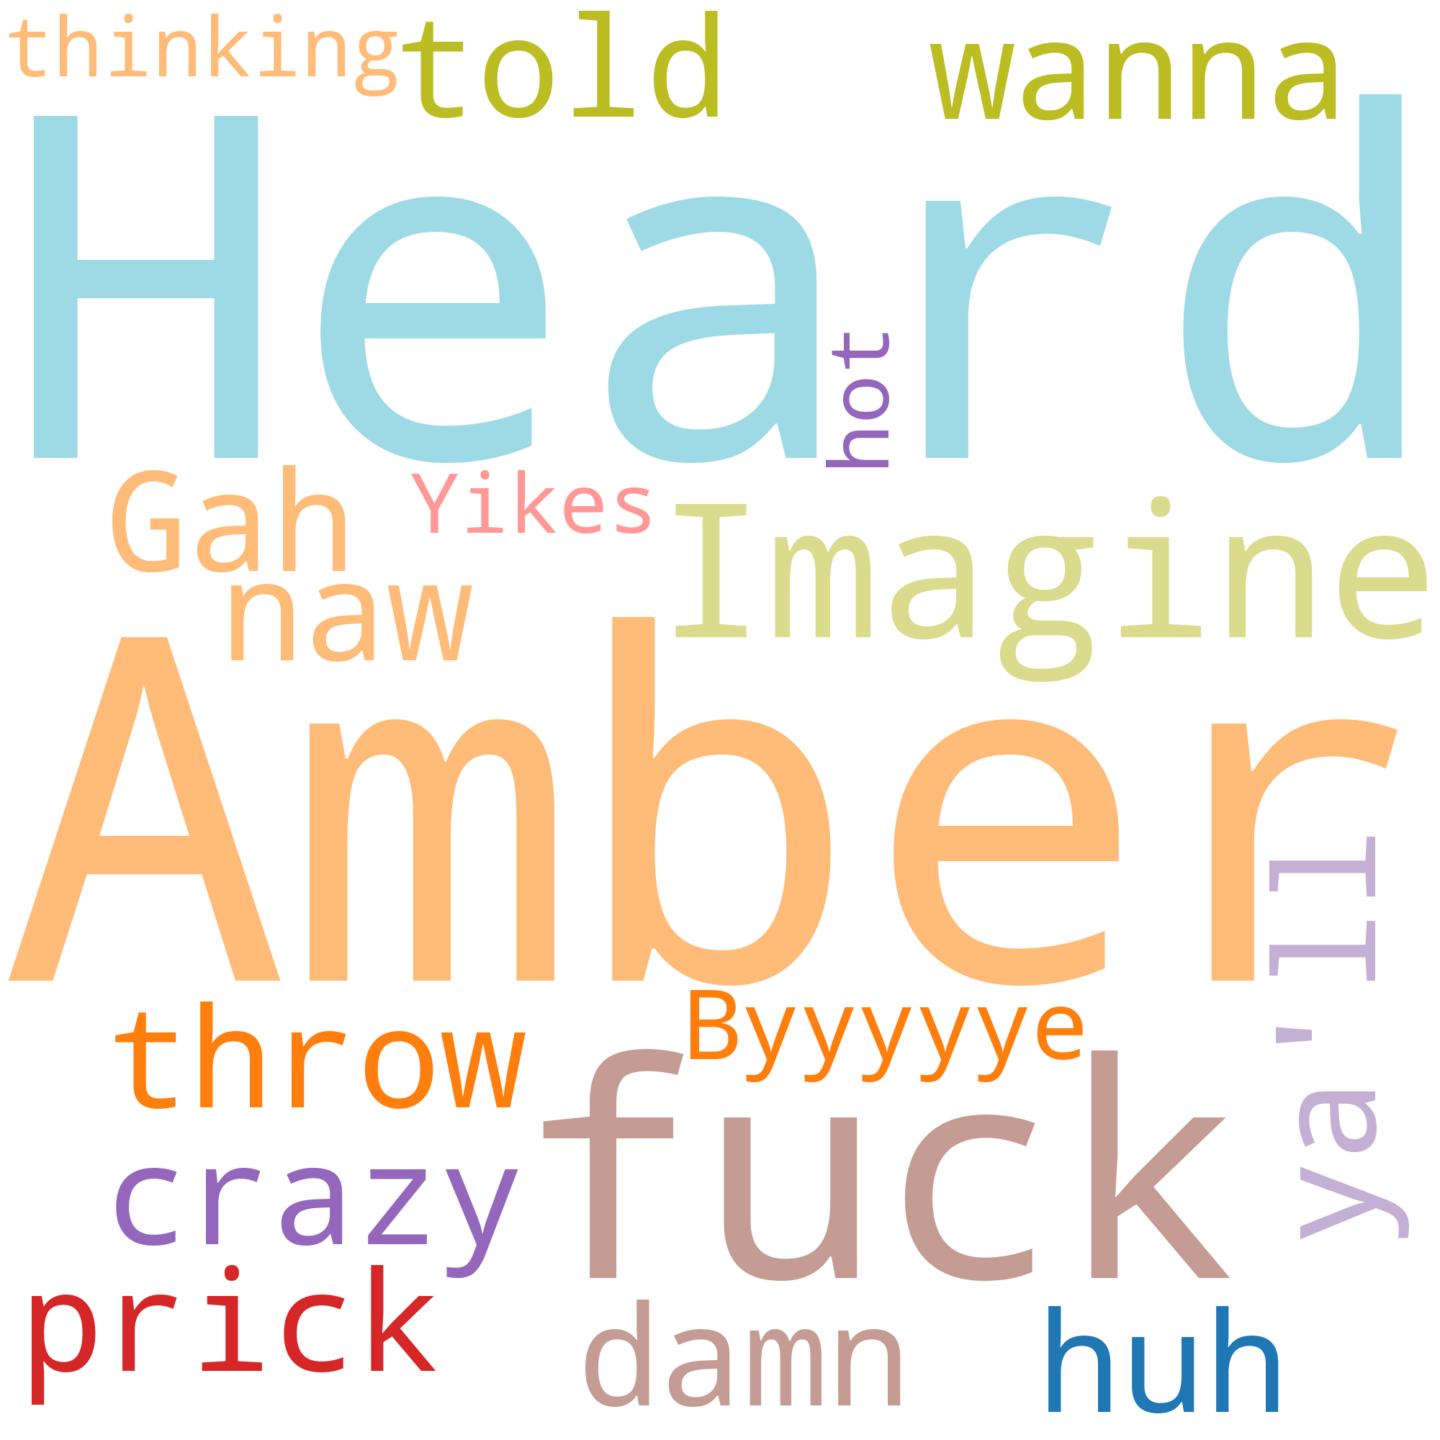 thinking told wanna
Heard
hot
Gah Yikes Imagine
naw
Amber
ya'll
throw Byyyyye
fuck
crazy
prick damn huh